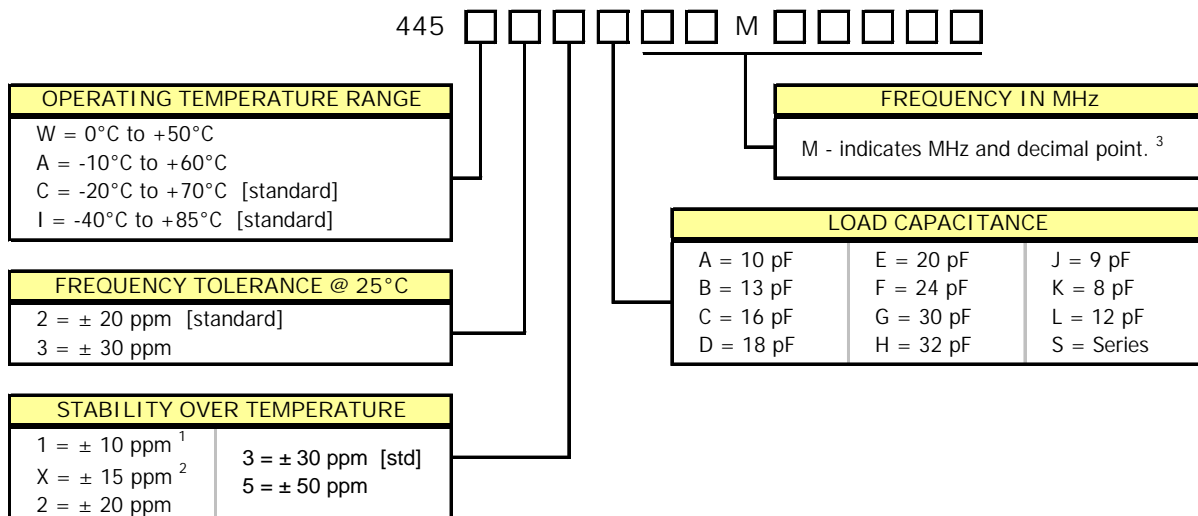 445 M
OPERATING TEMPERATURE RANGE
W = 0°C to +50°C
A = -10°C to +60°C
C = -20°C to +70°C [standard]
I = -40°C to +85°C [standard]
FREQUENCY IN MHz
M - indicates MHz and decimal point. 3
FREQUENCY TOLERANCE @ 25°C
2 = ± 20 ppm [standard]
3 = ± 30 ppm
LOAD CAPACITANCE
A = 10 pF
B = 13 pF
C = 16 pF
D = 18 pF
E = 20 pF
F = 24 pF
G = 30 pF
H = 32 pF
J = 9 pF
K = 8 pF
L = 12 pF
S = Series
STABILITY OVER TEMPERATURE
1 = ± 10 ppm 1
X = ± 15 ppm 2
2 = ± 20 ppm
3 = ± 30 ppm [std]
5 = ± 50 ppm